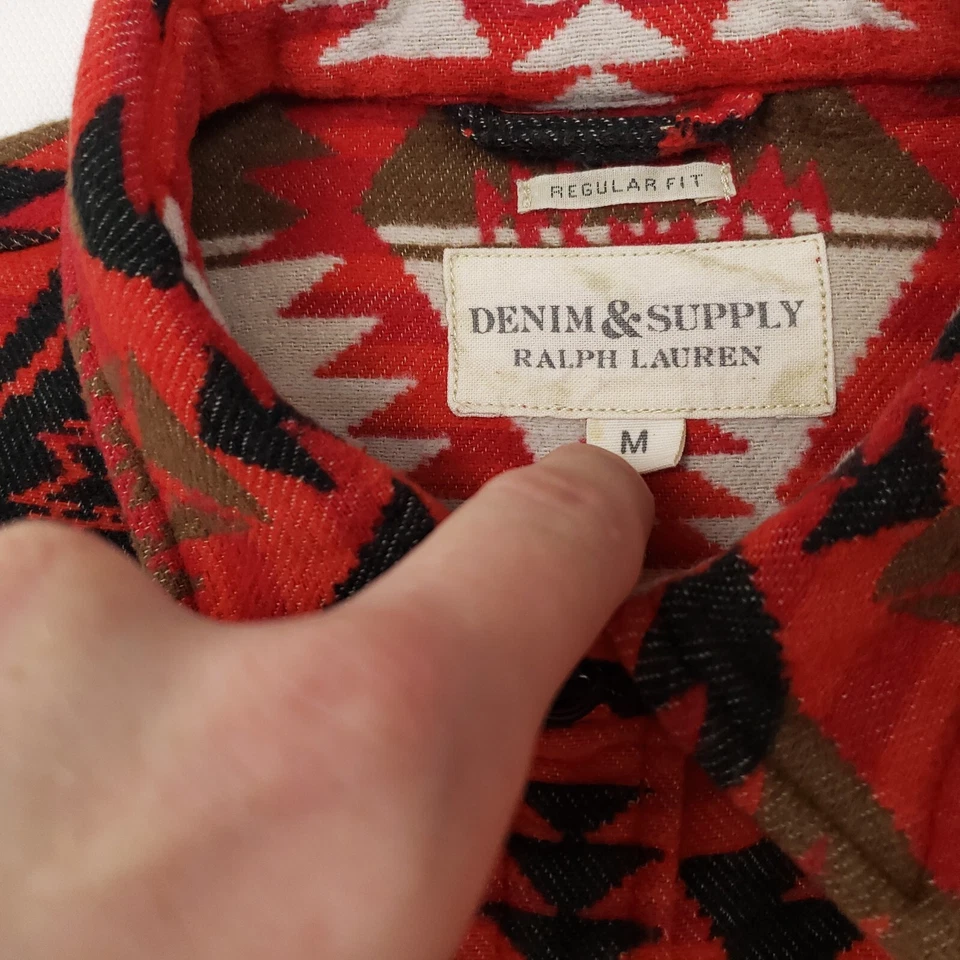 REGULAR FIT
DENIM & SUPPLY
RALPH LAUREN
M